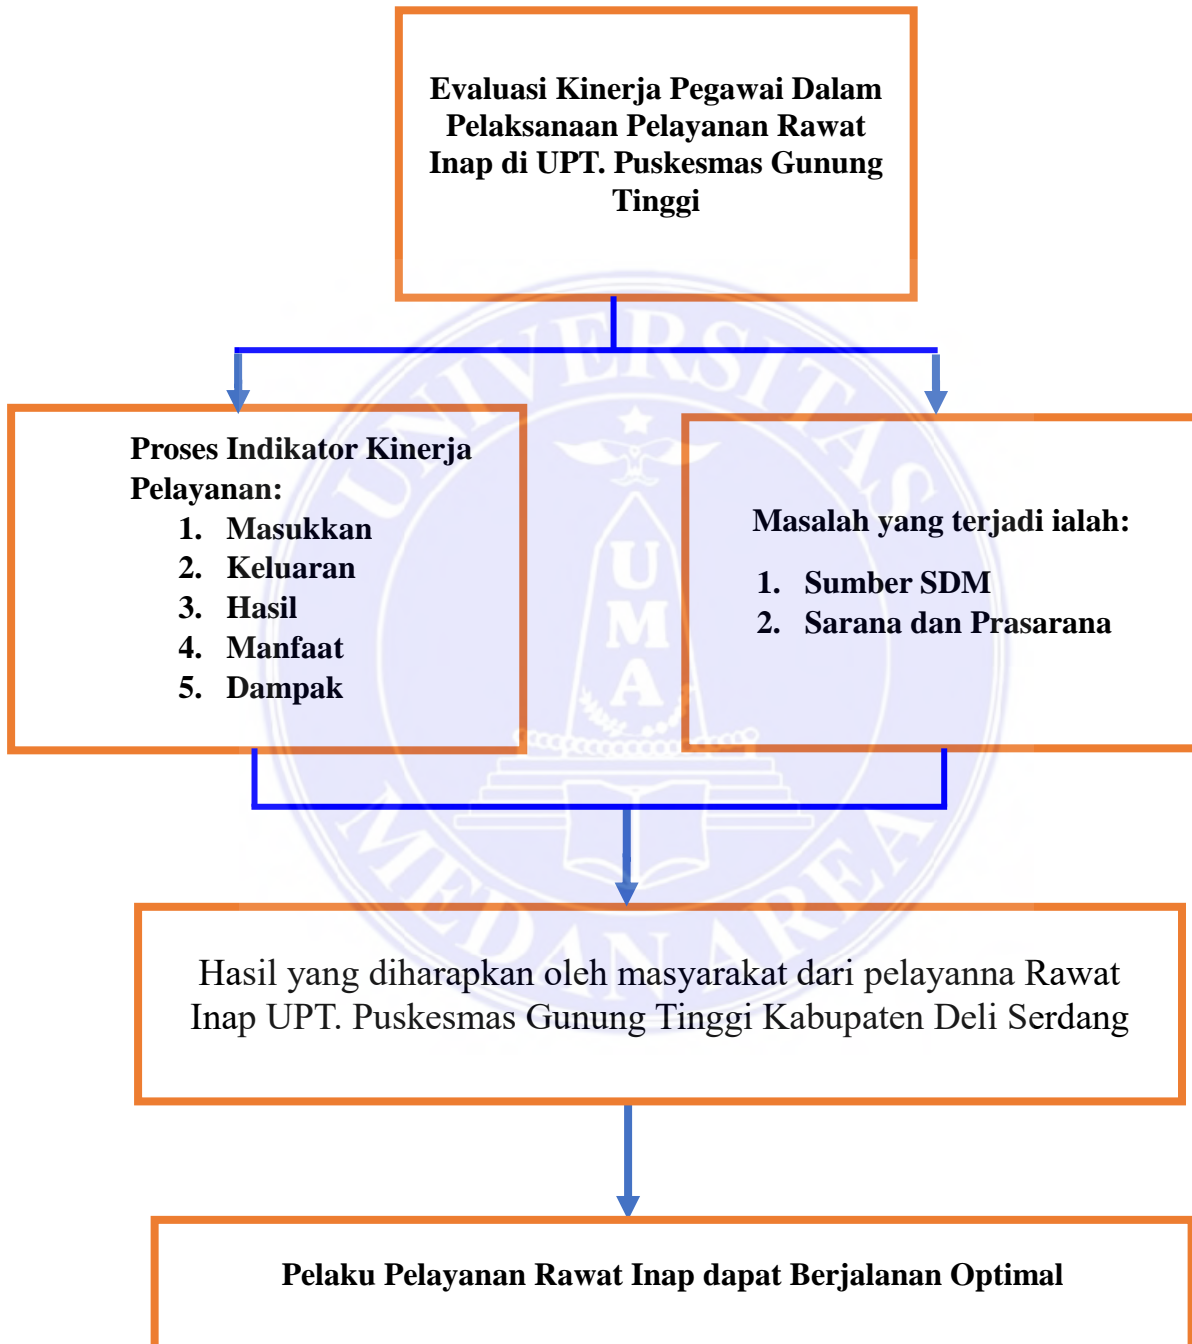 Evaluasi Kinerja Pegawai Dalam
Pelaksanaan Pelayanan Rawat
Inap di UPT. Puskesmas Gunung
Tinggi
Proses Indikator Kinerja
Pelayanan:
1. Masukkan
2. Keluaran
3. Hasil
4. Manfaat
5. Dampak
Masalah yang terjadi ialah:
1. Sumber SDM
2. Sarana dan Prasarana
Hasil yang diharapkan oleh masyarakat dari pelayanna Rawat
Inap UPT. Puskesmas Gunung Tinggi Kabupaten Deli Serdang
Pelaku Pelayanan Rawat Inap dapat Berjalanan Optimal
UNIVERSITAS
UMA
MEDAN AREA